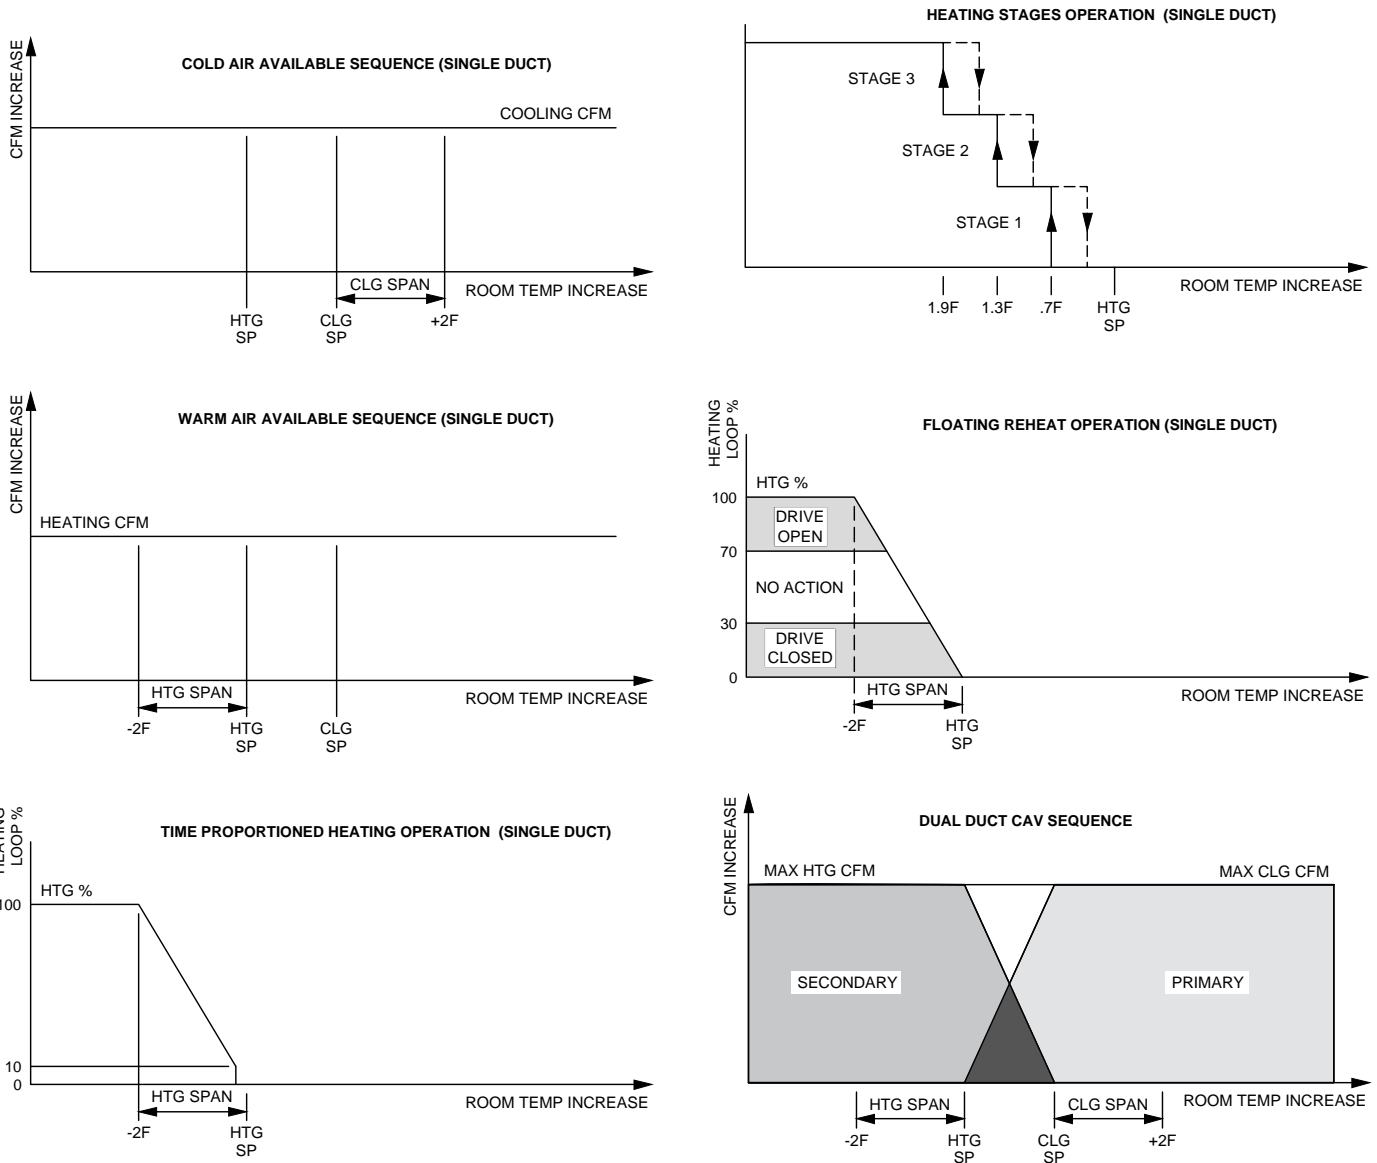 COLD AIR AVAILABLE SEQUENCE (SINGLE DUCT)
CFM INCREASE
COOLING CFM
CLG SPAN
ROOM TEMP INCREASE
HTG
SP
CLG
SP
+2F
HEATING STAGES OPERATION (SINGLE DUCT)
STAGE 3
STAGE 2
STAGE 1
ROOM TEMP INCREASE
1.9F
1.3F
.7F
HTG
SP
WARM AIR AVAILABLE SEQUENCE (SINGLE DUCT)
CFM INCREASE
HEATING CFM
HTG SPAN
ROOM TEMP INCREASE
-2F
HTG
SP
CLG
SP
FLOATING REHEAT OPERATION (SINGLE DUCT)
HEATING
LOOP %
HTG %
100
DRIVE
OPEN
70
NO ACTION
30
DRIVE
CLOSED
0
HTG SPAN
ROOM TEMP INCREASE
-2F
HTG
SP
TIME PROPORTIONED HEATING OPERATION (SINGLE DUCT)
HEATING
LOOP %
HTG %
100
10
0
HTG SPAN
ROOM TEMP INCREASE
-2F
HTG
SP
DUAL DUCT CAV SEQUENCE
CFM INCREASE
MAX HTG CFM
MAX CLG CFM
SECONDARY
PRIMARY
HTG SPAN
CLG SPAN
ROOM TEMP INCREASE
-2F
HTG
SP
CLG
SP
+2F